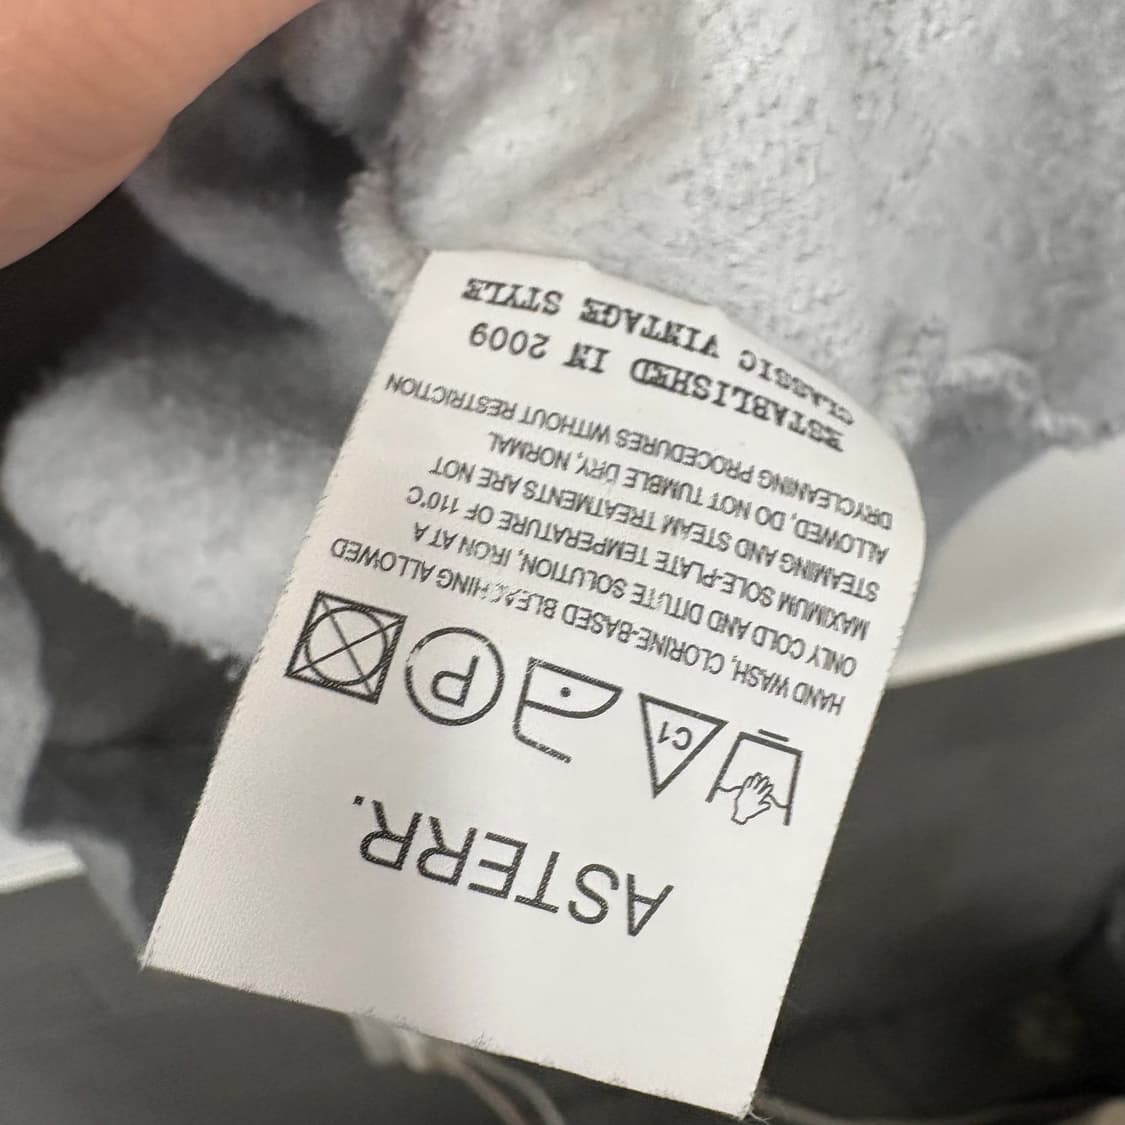 ASTERR.
C1
P
HAND WASH, CLORINE-BASED BLEACHING ALLOWED
ONLY COLD AND DITUTE SOLUTION, IRON AT A
MAXIMUM SOLE-PLATE TEMPERATURE OF 110°C
STEAMING AND STEAM TREATMENTS ARE NOT
ALLOWED, DO NOT TUMBLE DRY, NORMAL
DRYCLEANING PROCEDURES WITHOUT RESTRICTION
ESTABLISHED IN 2009
CLASSIC VINTAGE STYLE